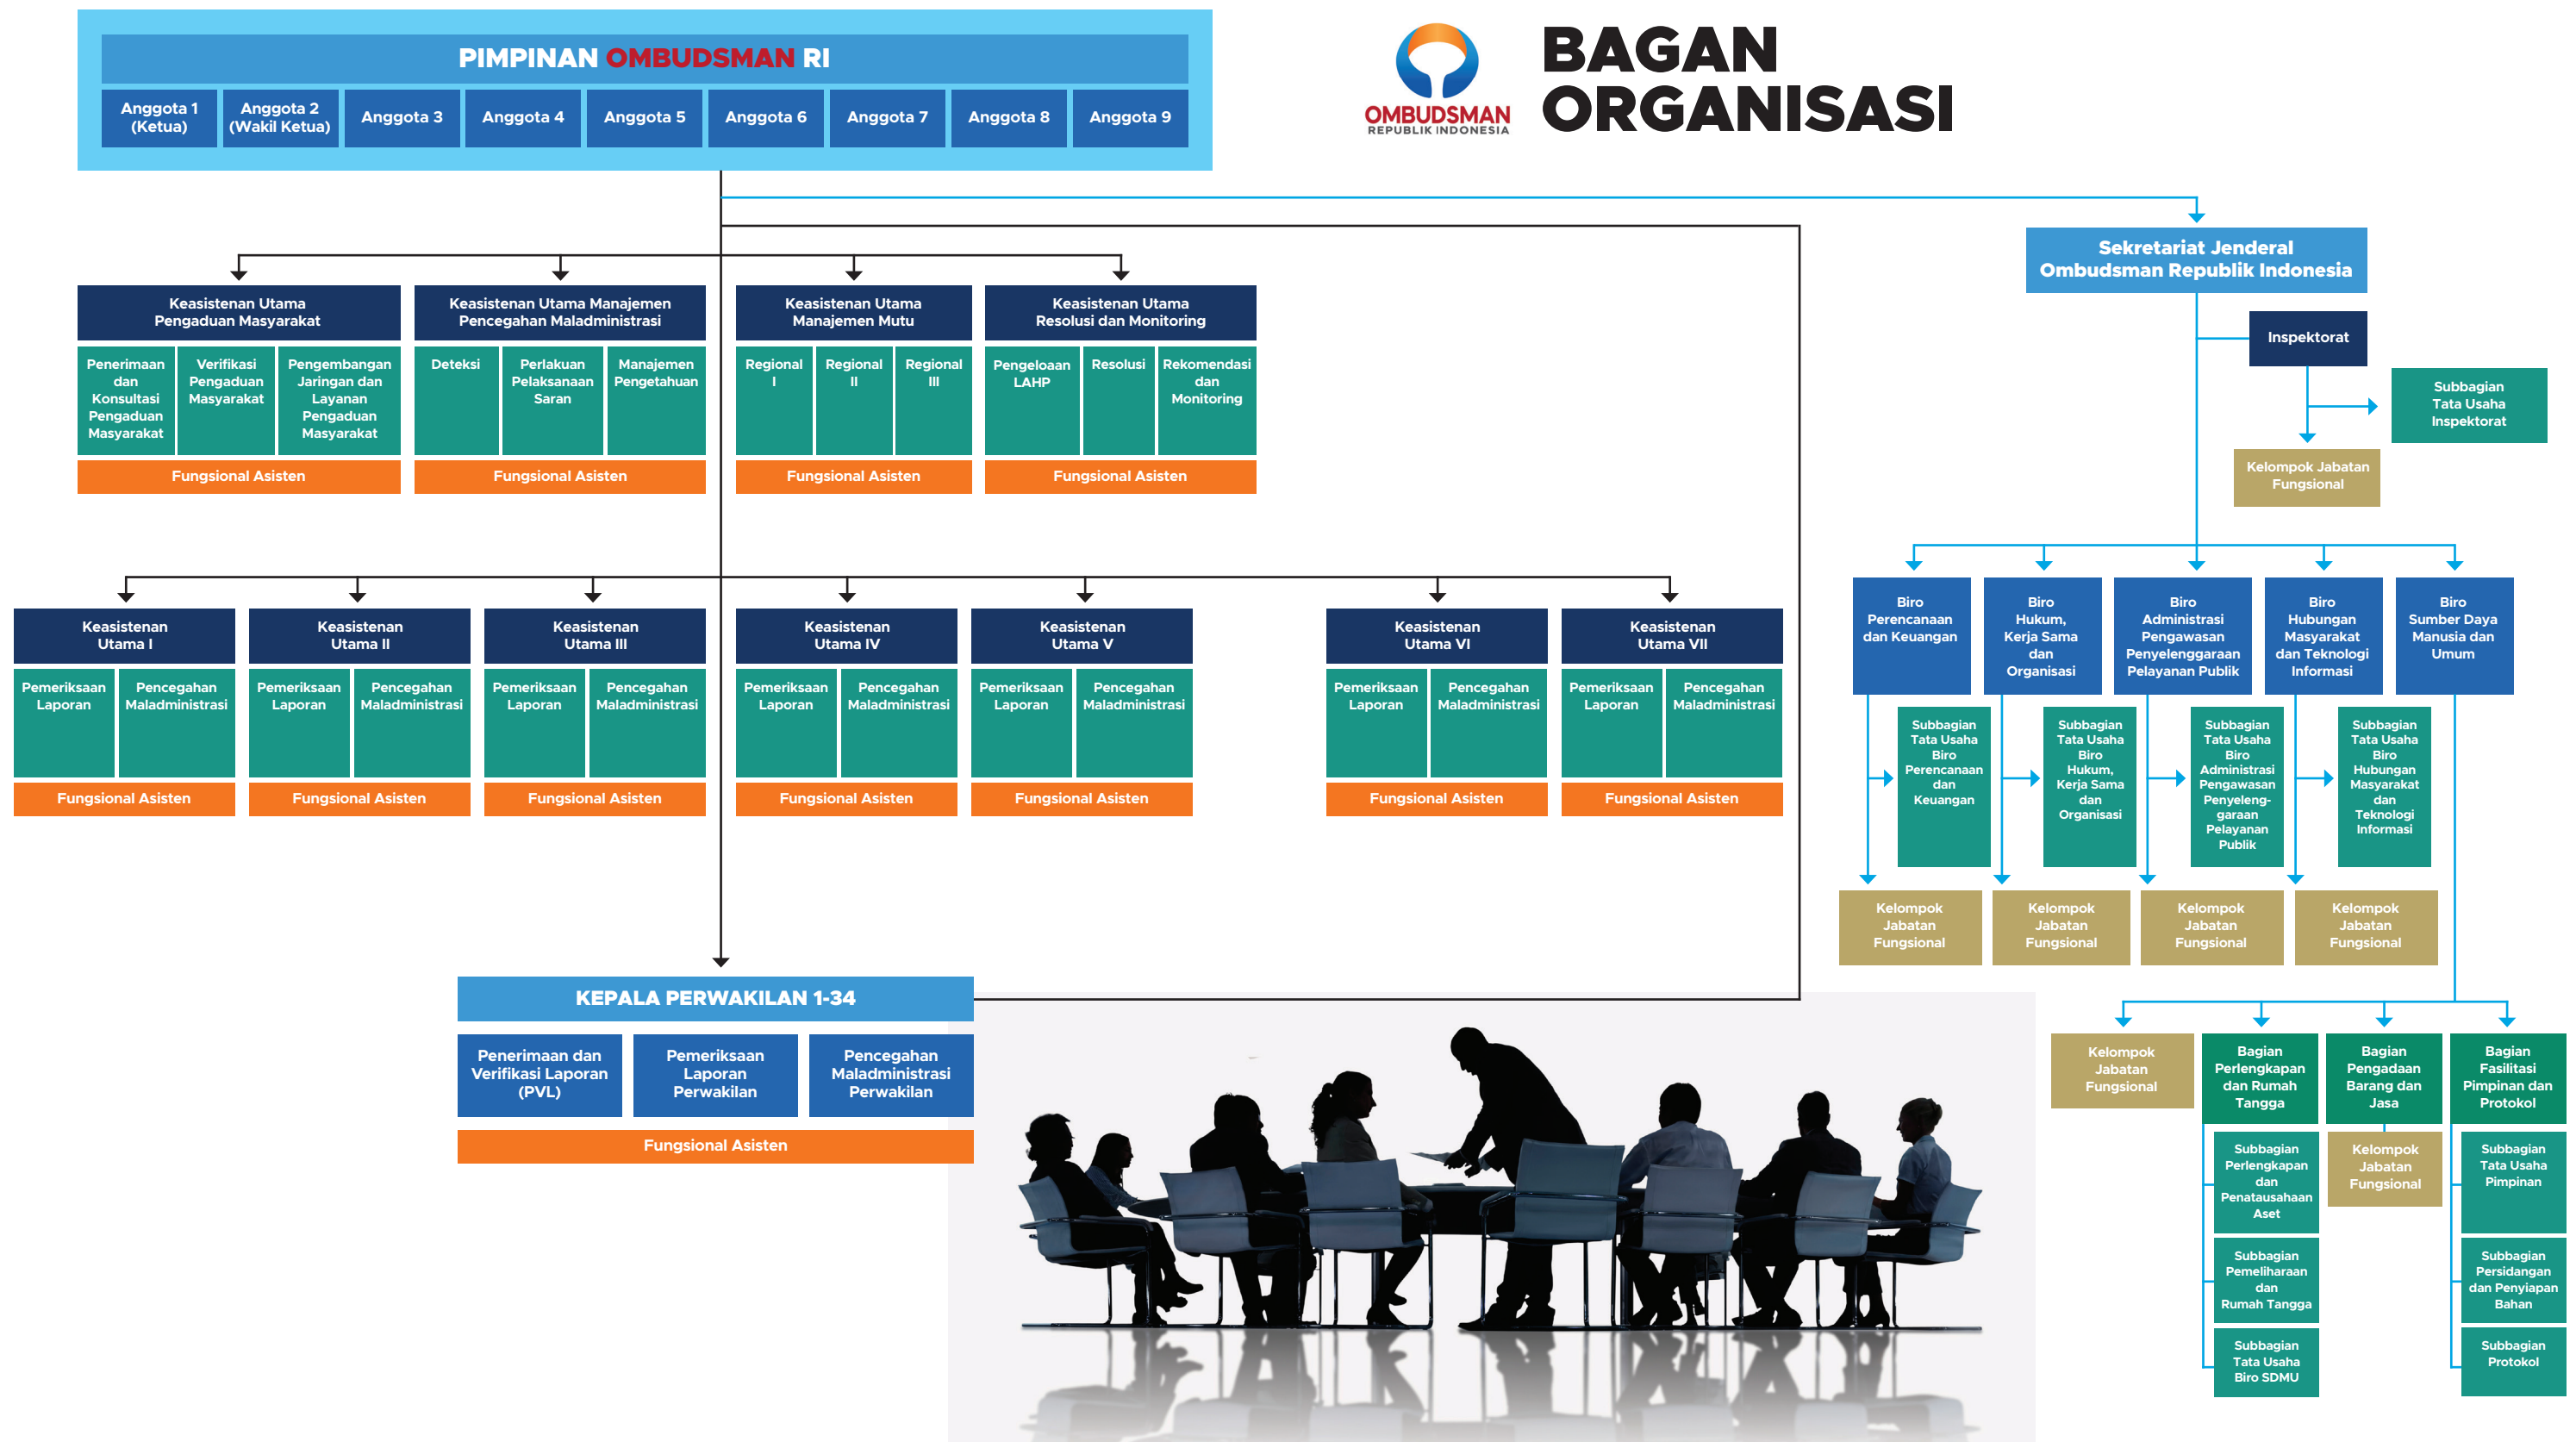 PIMPINAN OMBUDSMAN RI
Anggota 1
(Ketua)
Anggota 2
(Wakil Ketua)
Anggota 3
Anggota 4
Anggota 5
Anggota 6
Anggota 7
Anggota 8
Anggota 9
OMBUDSMAN
REPUBLIK INDONESIA
BAGAN
ORGANISASI
Keasistenan Utama
Pengaduan Masyarakat
Penerimaan
dan
Konsultasi
Pengaduan
Masyarakat
Verifikasi
Pengaduan
Masyarakat
Pengembangan
Jaringan dan
Layanan
Pengaduan
Masyarakat
Fungsional Asisten
Keasistenan Utama Manajemen
Pencegahan Maladministrasi
Deteksi
Perlakuan
Pelaksanaan
Saran
Manajemen
Pengetahuan
Fungsional Asisten
Keasistenan Utama
Manajemen Mutu
Regional
I
Regional
II
Regional
III
Fungsional Asisten
Keasistenan Utama
Resolusi dan Monitoring
Pengeloaan
LAHP
Resolusi
Rekomendasi
dan
Monitoring
Fungsional Asisten
Keasistenan
Utama I
Pemeriksaan
Laporan
Pencegahan
Maladministrasi
Fungsional Asisten
Keasistenan
Utama II
Pemeriksaan
Laporan
Pencegahan
Maladministrasi
Fungsional Asisten
Keasistenan
Utama III
Pemeriksaan
Laporan
Pencegahan
Maladministrasi
Fungsional Asisten
Keasistenan
Utama IV
Pemeriksaan
Laporan
Pencegahan
Maladministrasi
Fungsional Asisten
Keasistenan
Utama V
Pemeriksaan
Laporan
Pencegahan
Maladministrasi
Fungsional Asisten
Keasistenan
Utama VI
Pemeriksaan
Laporan
Pencegahan
Maladministrasi
Fungsional Asisten
Keasistenan
Utama VII
Pemeriksaan
Laporan
Pencegahan
Maladministrasi
Fungsional Asisten
KEPALA PERWAKILAN 1-34
Penerimaan dan
Verifikasi Laporan
(PVL)
Pemeriksaan
Laporan
Perwakilan
Pencegahan
Maladministrasi
Perwakilan
Fungsional Asisten
Sekretariat Jenderal
Ombudsman Republik Indonesia
Inspektorat
Subbagian
Tata Usaha
Inspektorat
Kelompok Jabatan
Fungsional
Biro
Perencanaan
dan Keuangan
Biro
Hukum,
Kerja Sama
dan
Organisasi
Biro
Administrasi
Pengawasan
Penyelenggaraan
Pelayanan Publik
Biro
Hubungan
Masyarakat
dan Teknologi
Informasi
Biro
Sumber Daya
Manusia dan
Umum
Subbagian
Tata Usaha
Biro
Perencanaan
dan
Keuangan
Subbagian
Tata Usaha
Biro
Hukum,
Kerja Sama
dan
Organisasi
Subbagian
Tata Usaha
Biro
Administrasi
Pengawasan
Penyeleng-
garaan
Pelayanan
Publik
Subbagian
Tata Usaha
Biro
Hubungan
Masyarakat
dan
Teknologi
Informasi
Kelompok
Jabatan
Fungsional
Kelompok
Jabatan
Fungsional
Kelompok
Jabatan
Fungsional
Kelompok
Jabatan
Fungsional
Kelompok
Jabatan
Fungsional
Bagian
Perlengkapan
dan Rumah
Tangga
Bagian
Pengadaan
Barang dan
Jasa
Bagian
Fasilitasi
Pimpinan dan
Protokol
Subbagian
Perlengkapan
dan
Penatausahaan
Aset
Subbagian
Pemeliharaan
dan
Rumah Tangga
Subbagian
Tata Usaha
Biro SDMU
Kelompok
Jabatan
Fungsional
Subbagian
Tata Usaha
Pimpinan
Subbagian
Persidangan
dan Penyiapan
Bahan
Subbagian
Protokol